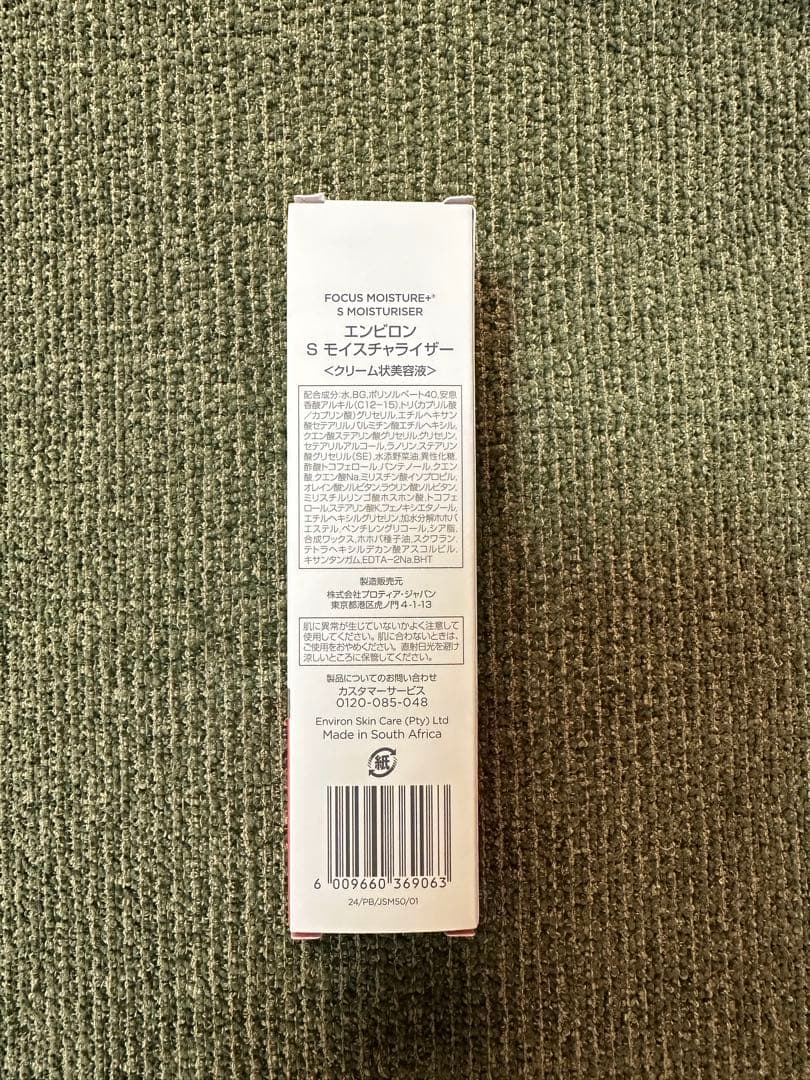 FOCUS MOISTURE+®
S MOISTURISER
エンビロン
S モイスチャライザー
<クリーム状美容液>
配合成分:水,BG,ポリソルベート40,安息
香酸アルキル(C12-15),トリ(カプリル酸
/カプリン酸)グリセリル,エチルヘキサン
酸セテアリル,パルミチン酸エチルヘキシル,
クエン酸ステアリン酸グリセリル,グリセリン,
セテアリルアルコール,ラノリン,ステアリン
酸グリセリル(SE),水添野菜油,異性化糖,
酢酸トコフェロール,パンテノール,クエン
酸,クエン酸Na,ミリスチン酸イソプロピル,
オレイン酸ソルビタン,ラウリン酸ソルビタン,
ミリスチルリンゴ酸ホスホン酸,トコフェ
ロール,ステアリン酸K,フェノキシエタノール,
エチルヘキシルグリセリン,加水分解ホホバ
エステル,ペンチレングリコール,シア脂,
合成ワックス,ホホバ種子油,スクワラン,
テトラヘキシルデカン酸アスコルビル,
キサンタンガム,EDTA-2Na,BHT
製造販売元
株式会社プロティア・ジャパン
東京都港区虎ノ門4-1-13
肌に異常が生じていないかよく注意して
使用してください。肌に合わないときは、
ご使用をおやめください。直射日光を避け
涼しいところに保管してください。
製品についてのお問い合わせ
カスタマーサービス
0120-085-048
Environ Skin Care (Pty) Ltd
Made in South Africa
紙
6 009660 369063
24/PB/JSM50/01